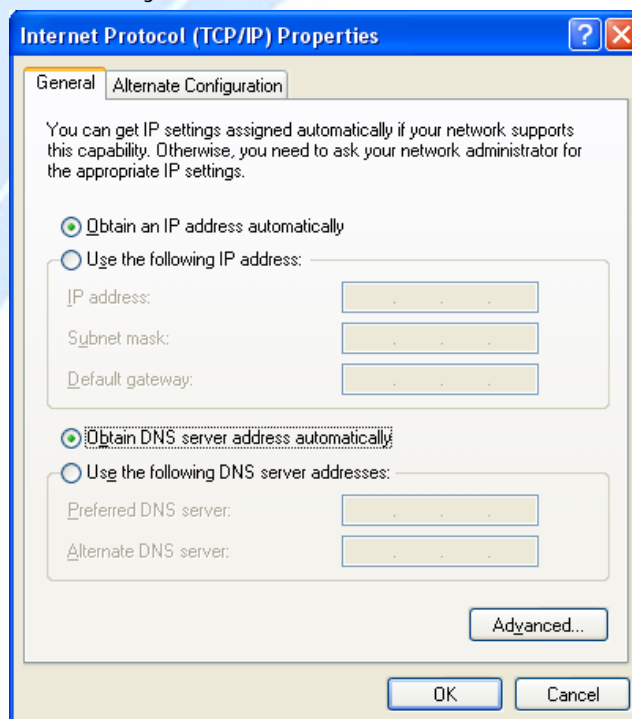 Internet Protocol (TCP/IP) Properties
General
Alternate Configuration
You can get IP settings assigned automatically if your network supports
this capability. Otherwise, you need to ask your network administrator for
the appropriate IP settings.
Obtain an IP address automatically
Use the following IP address:
IP address:
Subnet mask:
Default gateway:
Obtain DNS server address automatically
Use the following DNS server addresses:
Preferred DNS server:
Alternate DNS server:
Advanced...
OK
Cancel